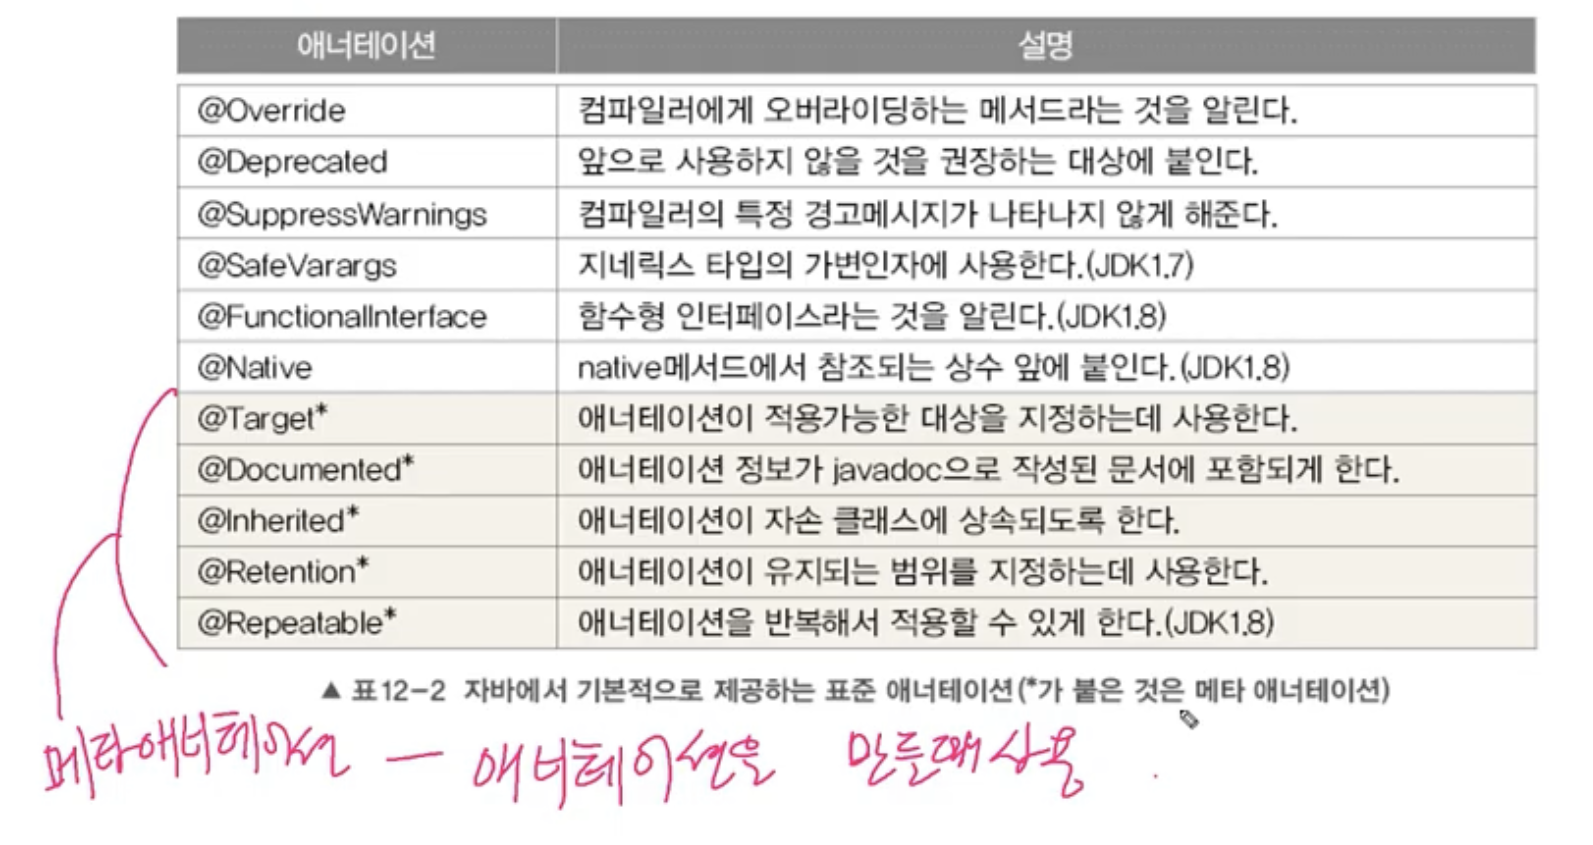 애너테이션 설명
@Override 컴파일러에게 오버라이딩하는 메서드라는 것을 알린다.
@Deprecated 앞으로 사용하지 않을 것을 권장하는 대상에 붙인다.
@SuppressWarnings 컴파일러의 특정 경고메시지가 나타나지 않게 해준다.
@SafeVarargs 지네릭스 타입의 가변인자에 사용한다.(JDK1.7)
@FunctionalInterface 함수형 인터페이스라는 것을 알린다.(JDK1.8)
@Native native메서드에서 참조되는 상수 앞에 붙인다.(JDK1.8)
@Target* 애너테이션이 적용가능한 대상을 지정하는데 사용한다.
@Documented* 애너테이션 정보가 javadoc으로 작성된 문서에 포함되게 한다.
@Inherited* 애너테이션이 자손 클래스에 상속되도록 한다.
@Retention* 애너테이션이 유지되는 범위를 지정하는데 사용한다.
@Repeatable* 애너테이션을 반복해서 적용할 수 있게 한다.(JDK1.8)
▲ 표12-2 자바에서 기본적으로 제공하는 표준 애너테이션(*가 붙은 것은 메타 애너테이션)
메타애너테이션 — 애너테이션을 만들때 사용.